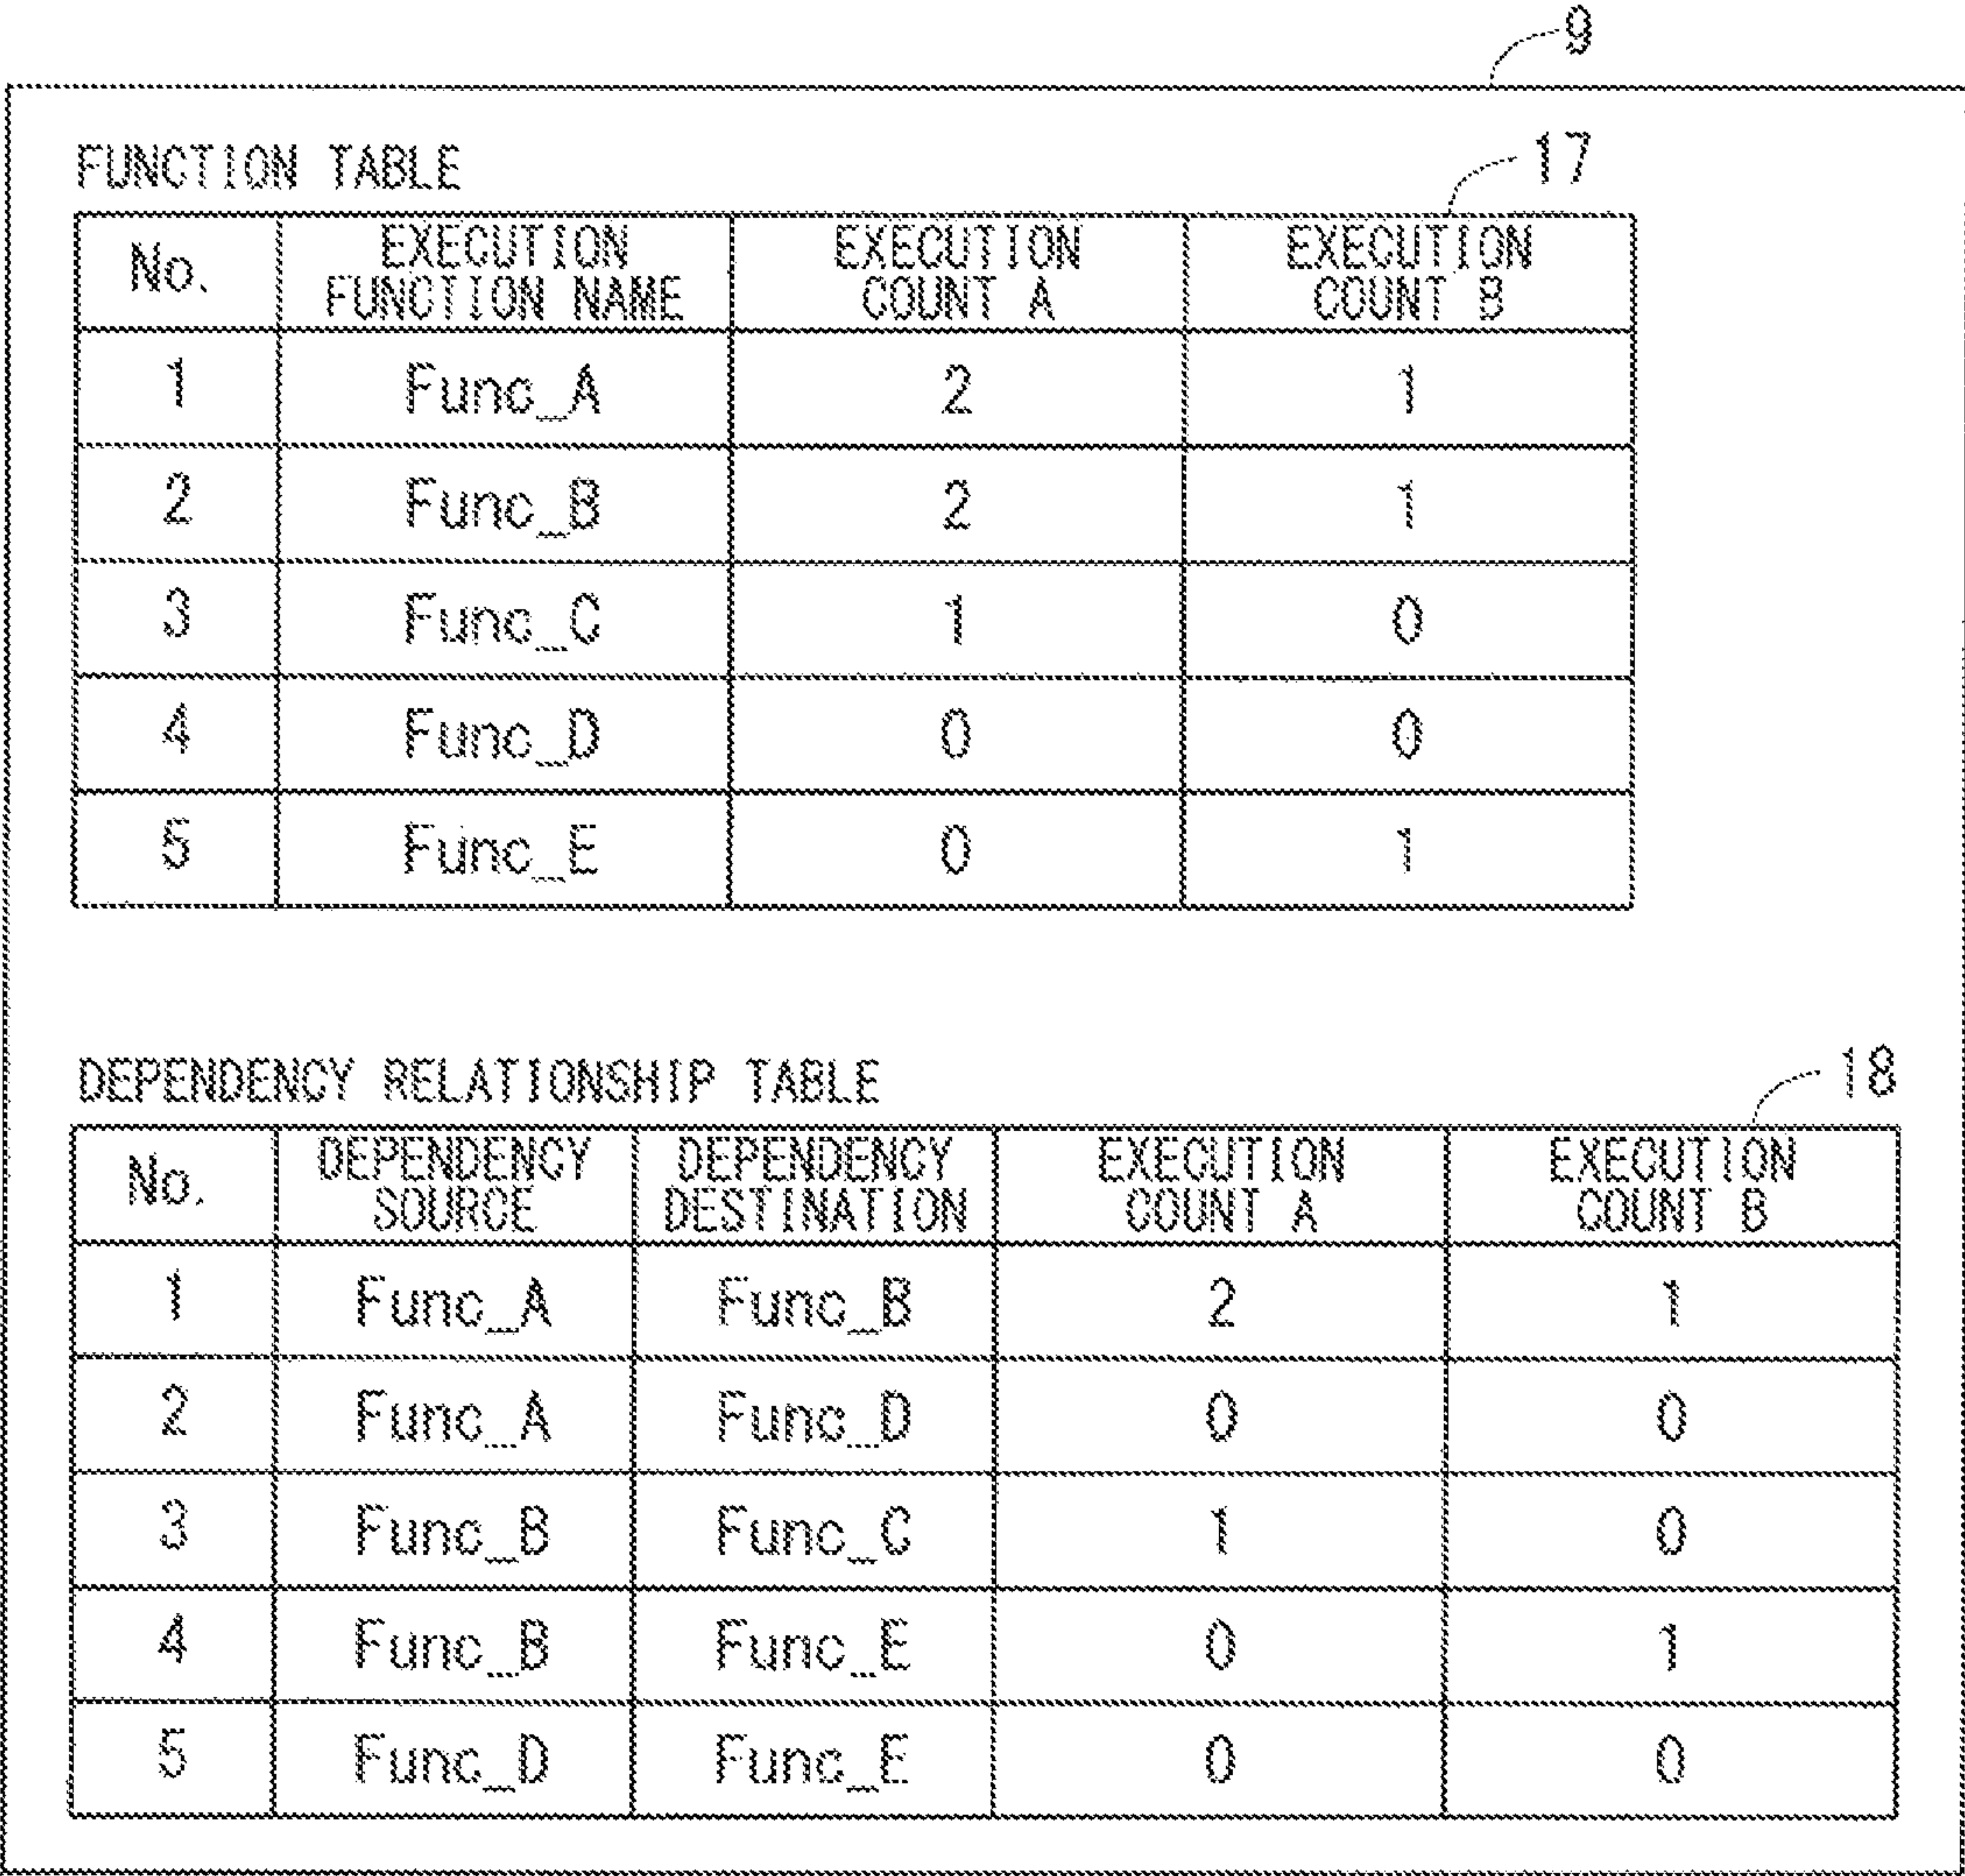 9
FUNCTION TABLE
17
No. EXECUTION FUNCTION NAME EXECUTION COUNT A EXECUTION COUNT B
1 Func_A 2 1
2 Func_B 2 1
3 Func_C 1 0
4 Func_D 0 0
5 Func_E 0 1
DEPENDENCY RELATIONSHIP TABLE
18
No. DEPENDENCY SOURCE DEPENDENCY DESTINATION EXECUTION COUNT A EXECUTION COUNT B
1 Func_A Func_B 2 1
2 Func_A Func_D 0 0
3 Func_B Func_C 1 0
4 Func_B Func_E 0 1
5 Func_D Func_E 0 0